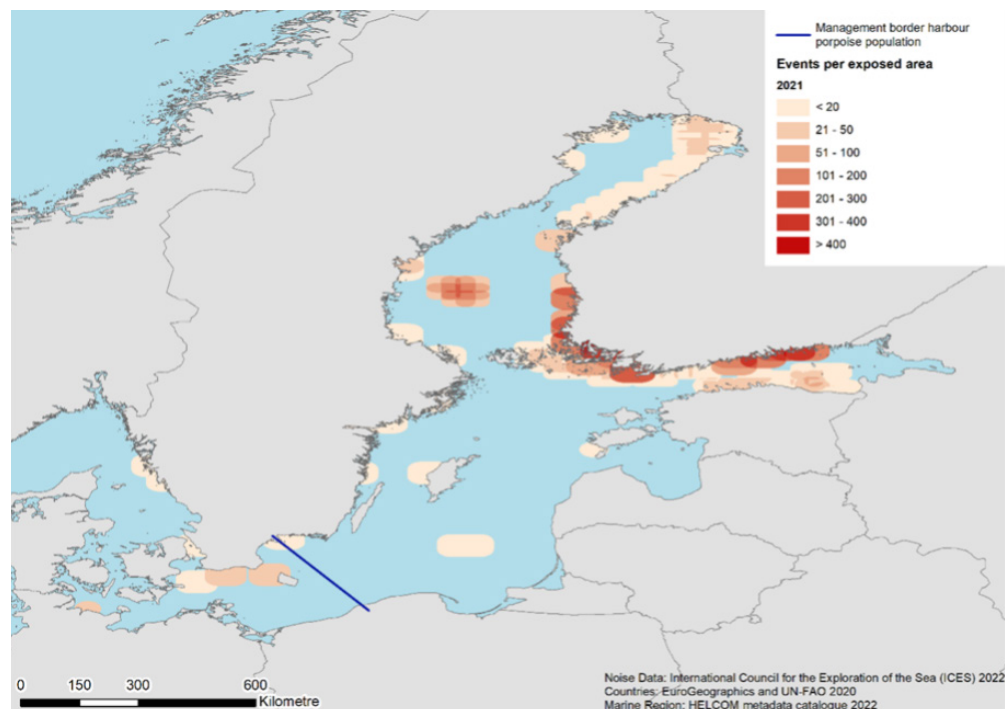 Management border harbour
porpoise population
Events per exposed area
2021
< 20
21 - 50
51 - 100
101 - 200
201 - 300
301 - 400
> 400
0 150 300 600
Kilometre
Noise Data: International Council for the Exploration of the Sea (ICES) 2022
Countries: EuroGeographics and UN-FAO 2020
Marine Region: HELCOM metadata catalogue 2022